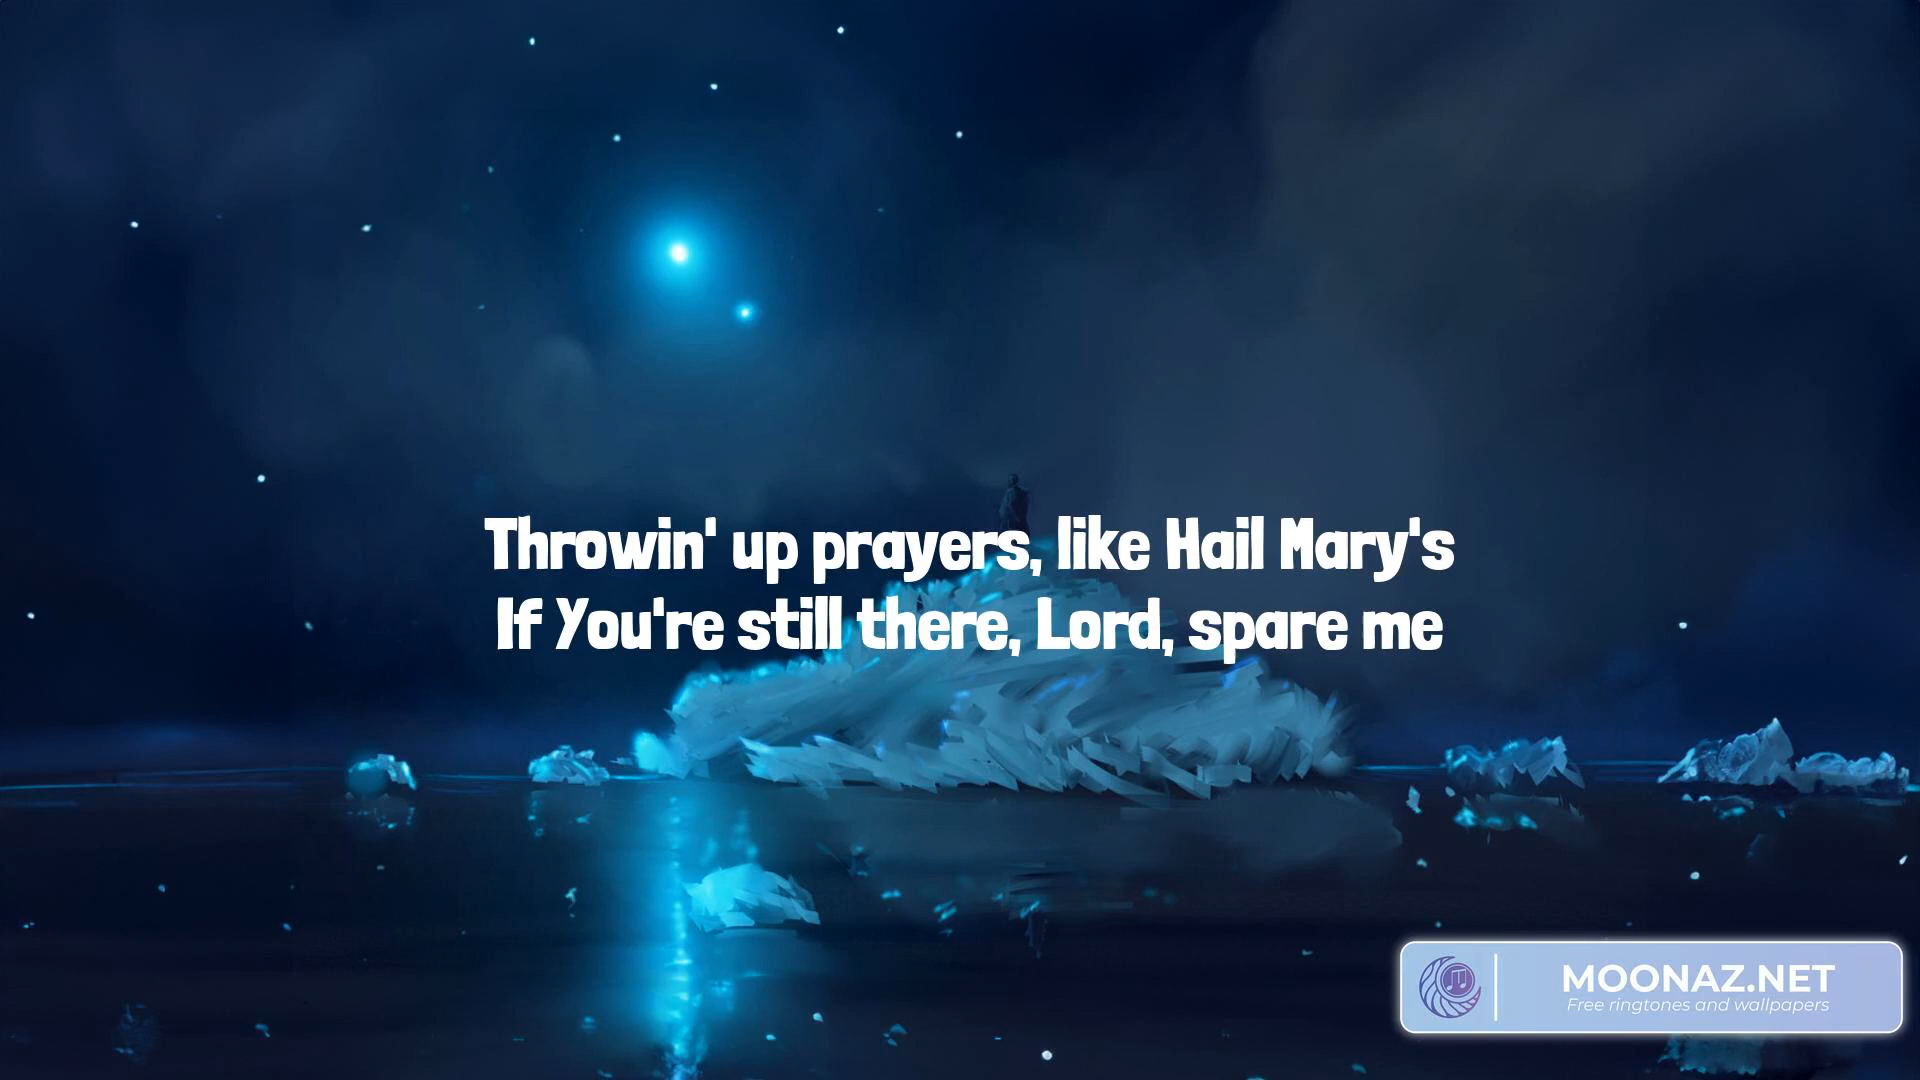 Throwin' up prayers, like Hail Mary's
If You're still there, Lord, spare me
MOONAZ.NET
Free ringtones and wallpapers